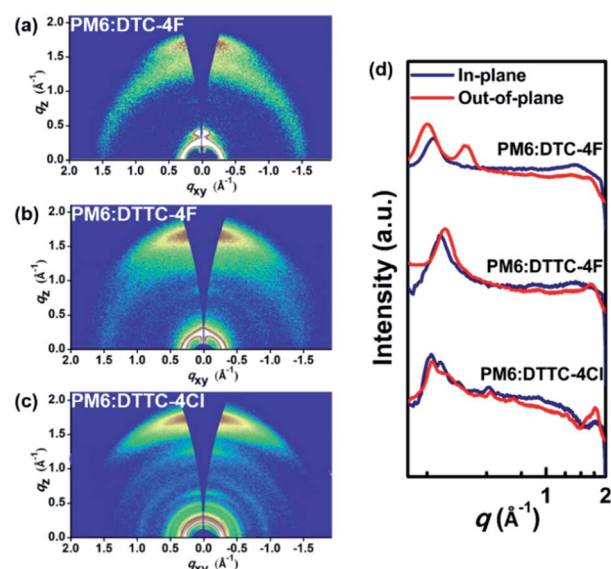 (a)
PM6:DTC-4F
2.0
1.5
1.0
0.5
0.0
qz (Å-1)
2.0 1.5 1.0 0.5 0.0 -0.5 -1.0 -1.5
qxy (Å-1)
(b)
PM6:DTTC-4F
2.0
1.5
1.0
0.5
0.0
qz (Å-1)
2.0 1.5 1.0 0.5 0.0 -0.5 -1.0 -1.5
qxy (Å-1)
(c)
PM6:DTTC-4Cl
2.0
1.5
1.0
0.5
0.0
qz (Å-1)
2.0 1.5 1.0 0.5 0.0 -0.5 -1.0 -1.5
qxy (Å-1)
(d)
In-plane
Out-of-plane
PM6:DTC-4F
PM6:DTTC-4F
PM6:DTTC-4Cl
Intensity (a.u.)
1 2
q (Å-1)